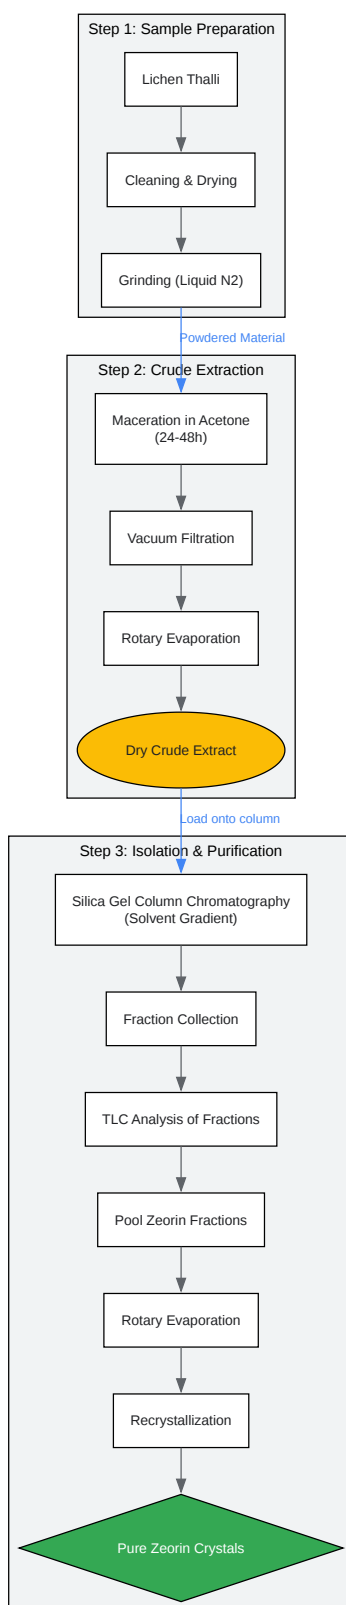 Step 1: Sample Preparation
Lichen Thalli
Cleaning & Drying
Grinding (Liquid N2)
Powdered Material
Step 2: Crude Extraction
Maceration in Acetone
(24-48h)
Vacuum Filtration
Rotary Evaporation
Dry Crude Extract
Load onto column
Step 3: Isolation & Purification
Silica Gel Column Chromatography
(Solvent Gradient)
Fraction Collection
TLC Analysis of Fractions
Pool Zeorin Fractions
Rotary Evaporation
Recrystallization
Pure Zeorin Crystals